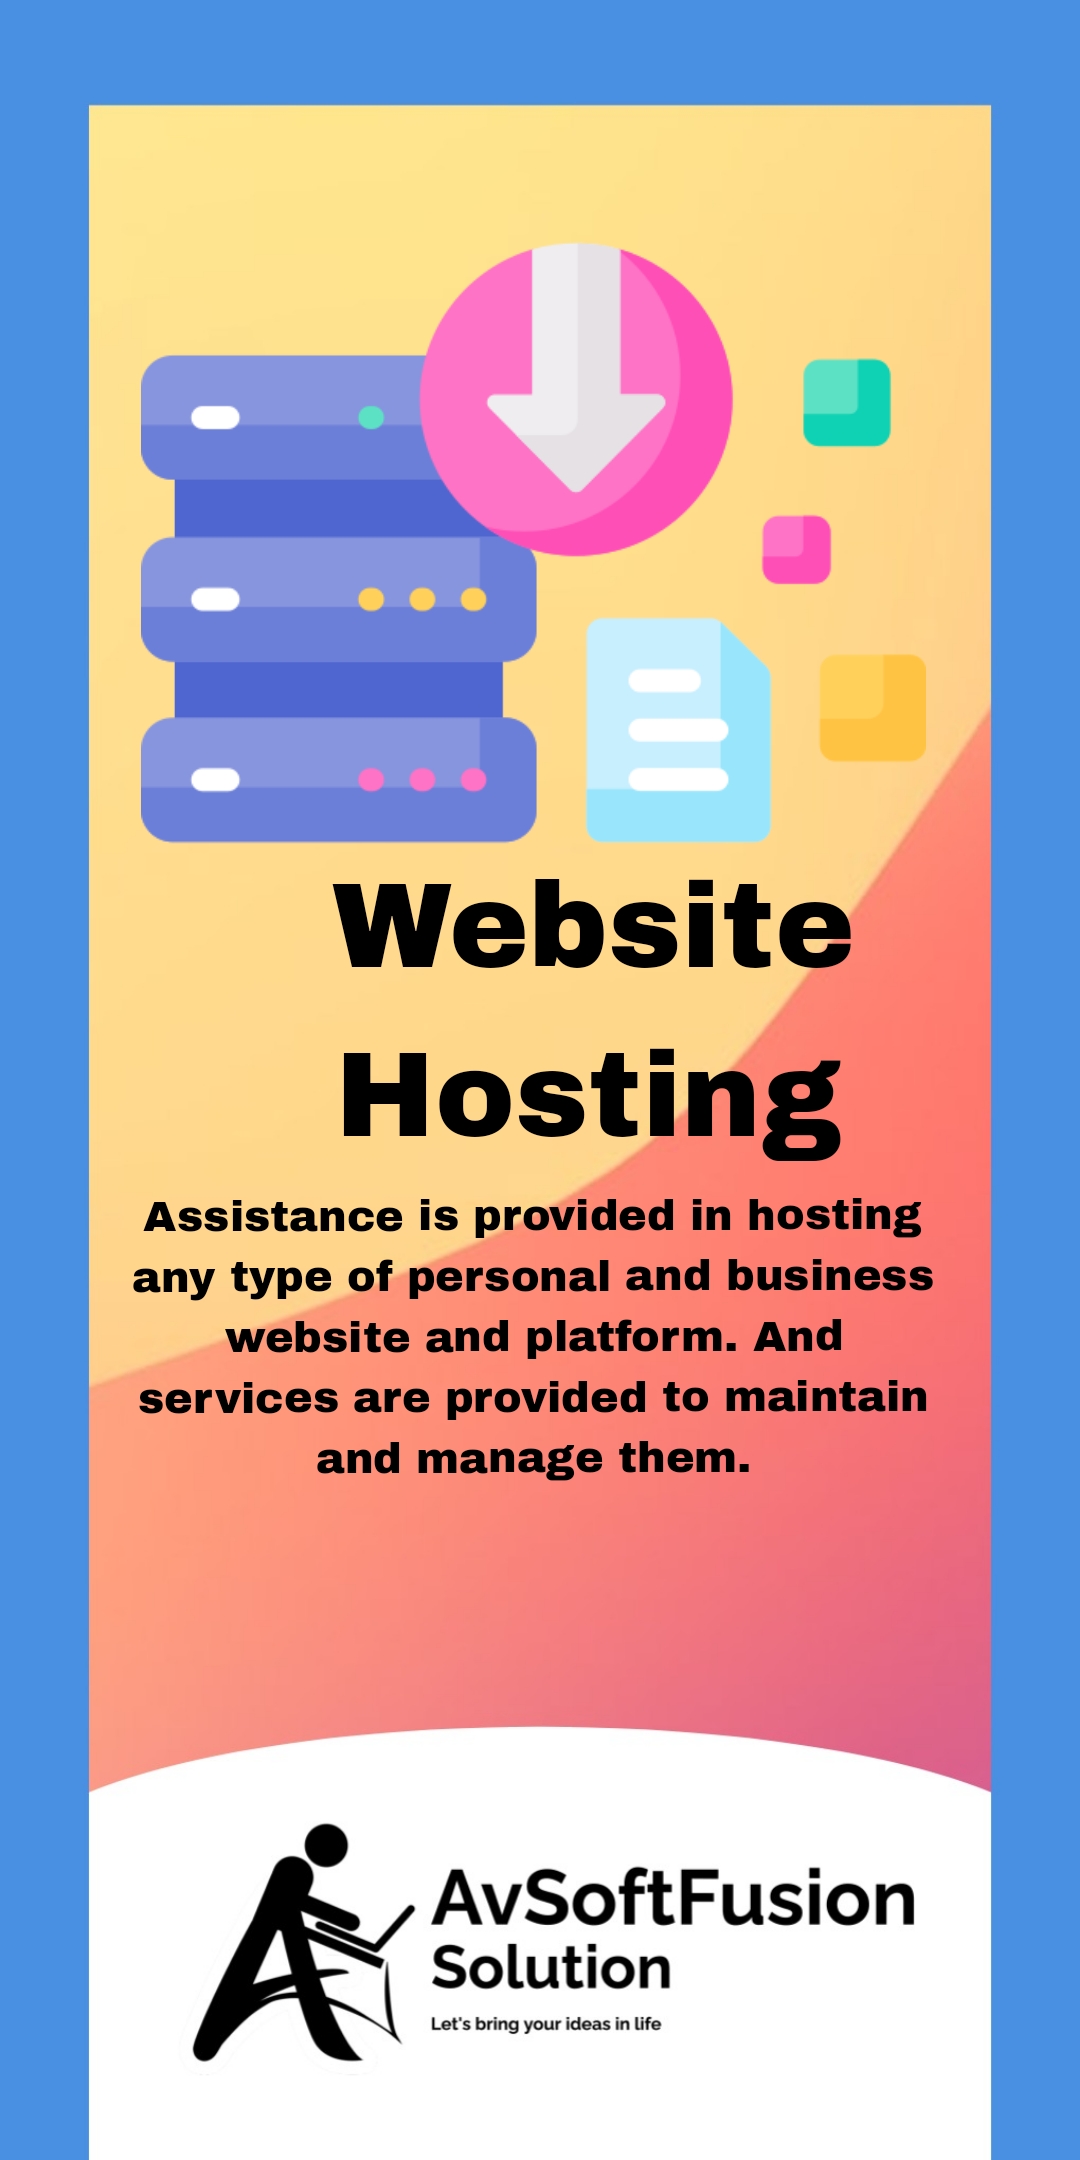 Website
Hosting
Assistance is provided in hosting
any type of personal and business
website and platform. And
services are provided to maintain
and manage them.
AvSoftFusion
Solution
Let's bring your ideas in life